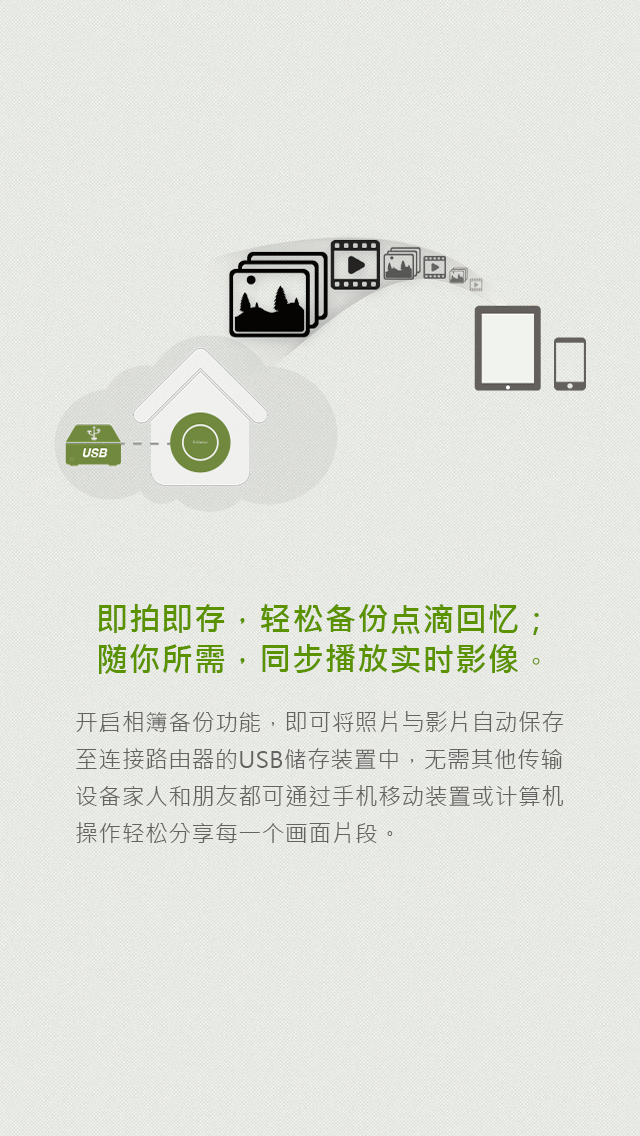 USB
即拍即存，轻松备份点滴回忆；
随你所需，同步播放实时影像。
开启相簿备份功能，即可将照片与影片自动保存
至连接路由器的USB储存装置中，无需其他传输
设备家人和朋友都可通过手机移动装置或计算机
操作轻松分享每一个画面片段。